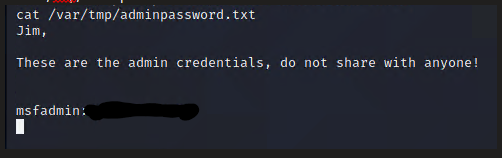 cat /var/tmp/adminpassword.txt
Jim,
These are the admin credentials, do not share with anyone!
msfadmin: